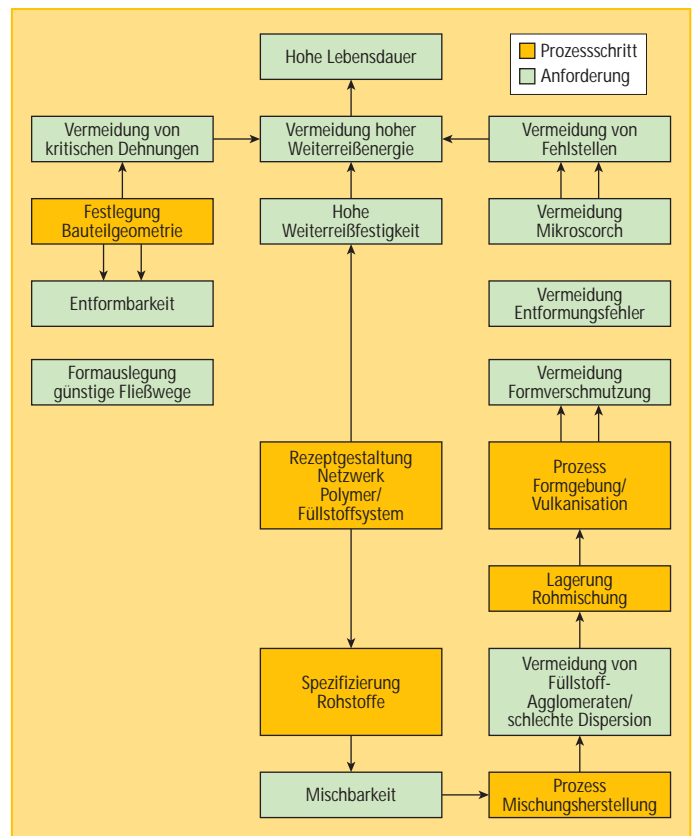 Hohe Lebensdauer
Prozessschritt
Anforderung
Vermeidung von
kritischen Dehnungen
Vermeidung hoher
Weiterreißenergie
Vermeidung von
Fehlstellen
Festlegung
Bauteilgeometrie
Hohe
Weiterreißfestigkeit
Vermeidung
Mikroscorch
Entformbarkeit
Vermeidung
Entformungsfehler
Formauslegung
günstige Fließwege
Vermeidung
Formverschmutzung
Rezeptgestaltung
Netzwerk
Polymer/
Füllstoffsystem
Prozess
Formgebung/
Vulkanisation
Lagerung
Rohmischung
Spezifizierung
Rohstoffe
Vermeidung von
Füllstoff-
Agglomeraten/
schlechte Dispersion
Mischbarkeit
Prozess
Mischungsherstellung